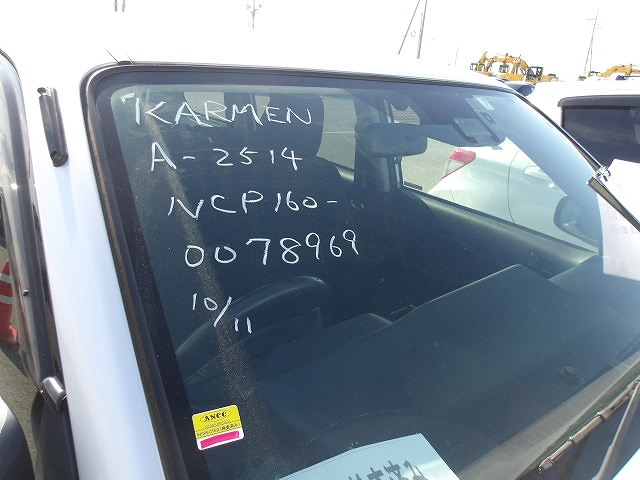 KARMEN
A-2514
NCP160-
0078969
10/11
ANCC